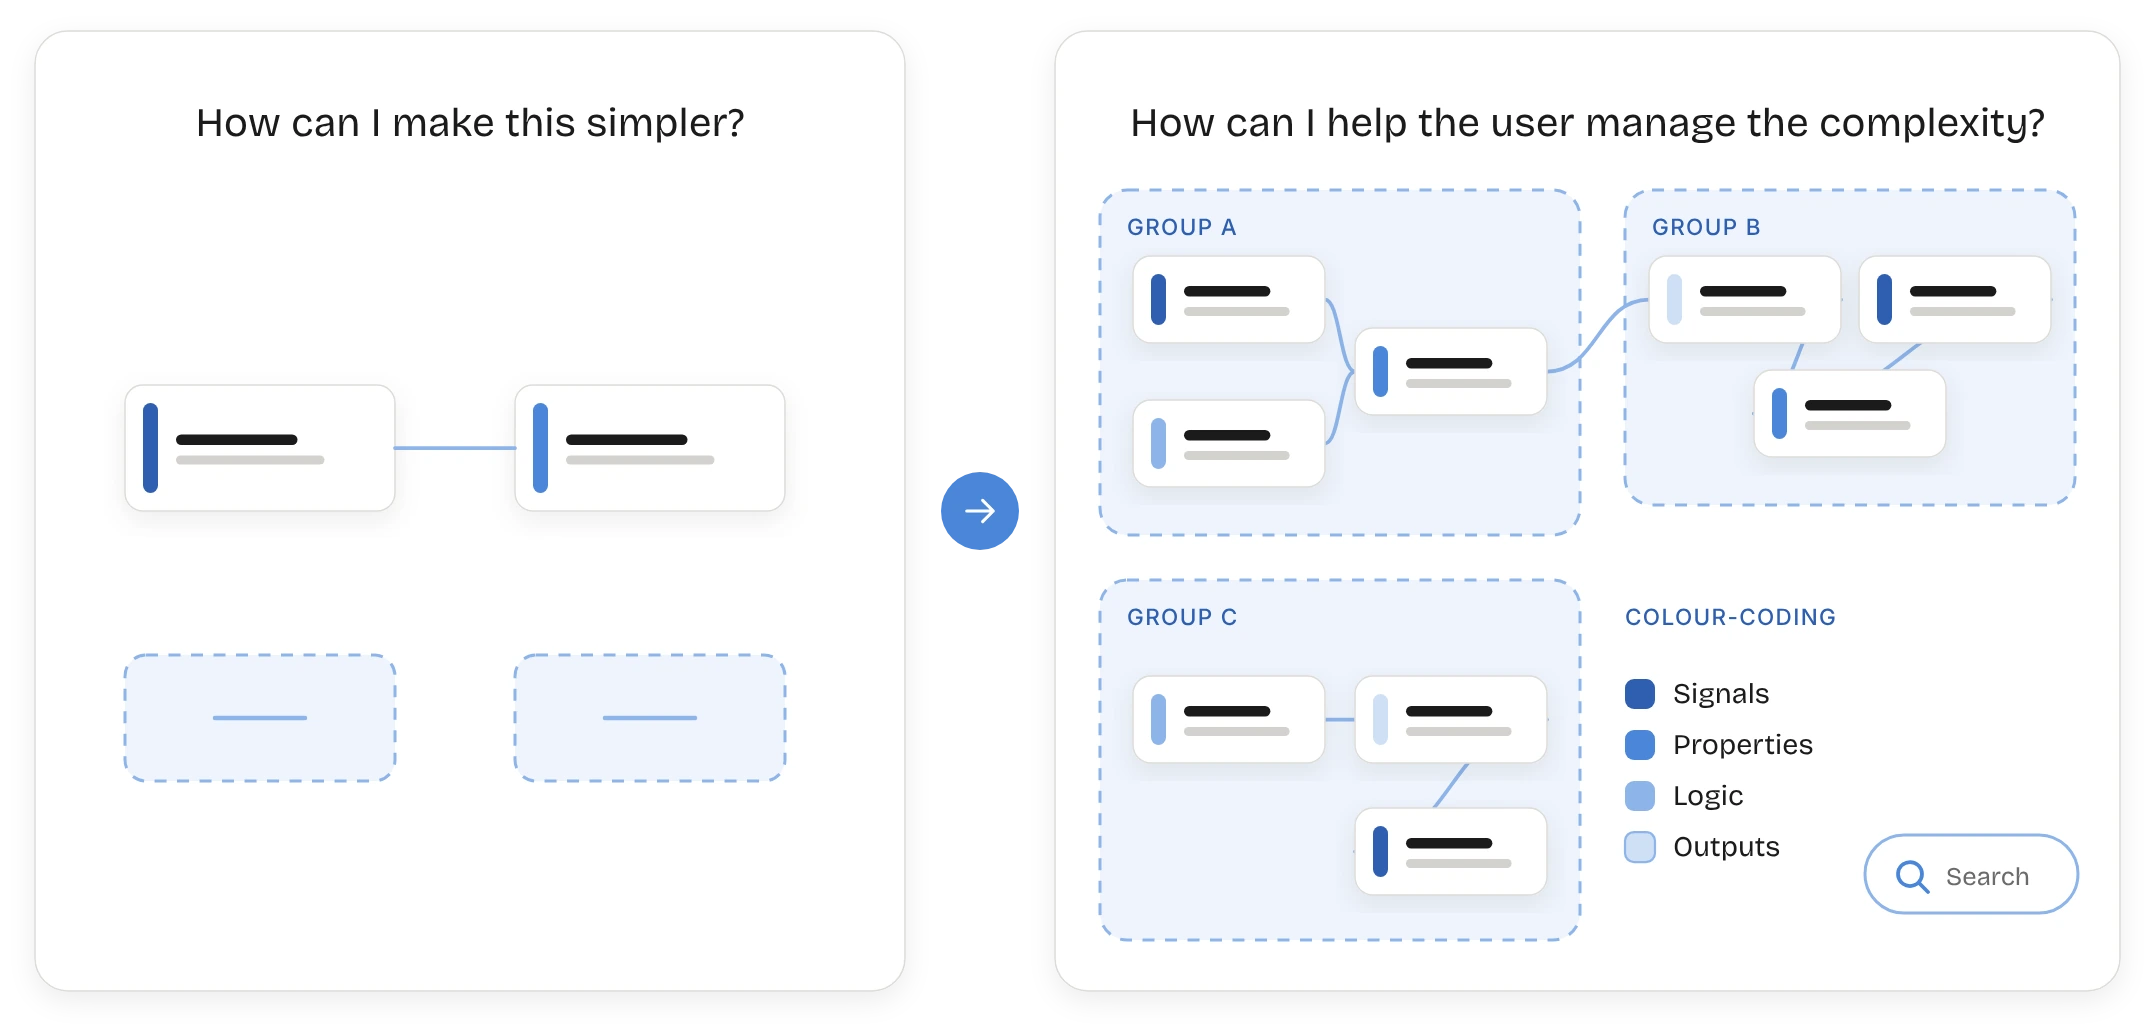 How can I make this simpler?
How can I help the user manage the complexity?
GROUP A
GROUP B
GROUP C
COLOUR-CODING
Signals
Properties
Logic
Outputs
Search